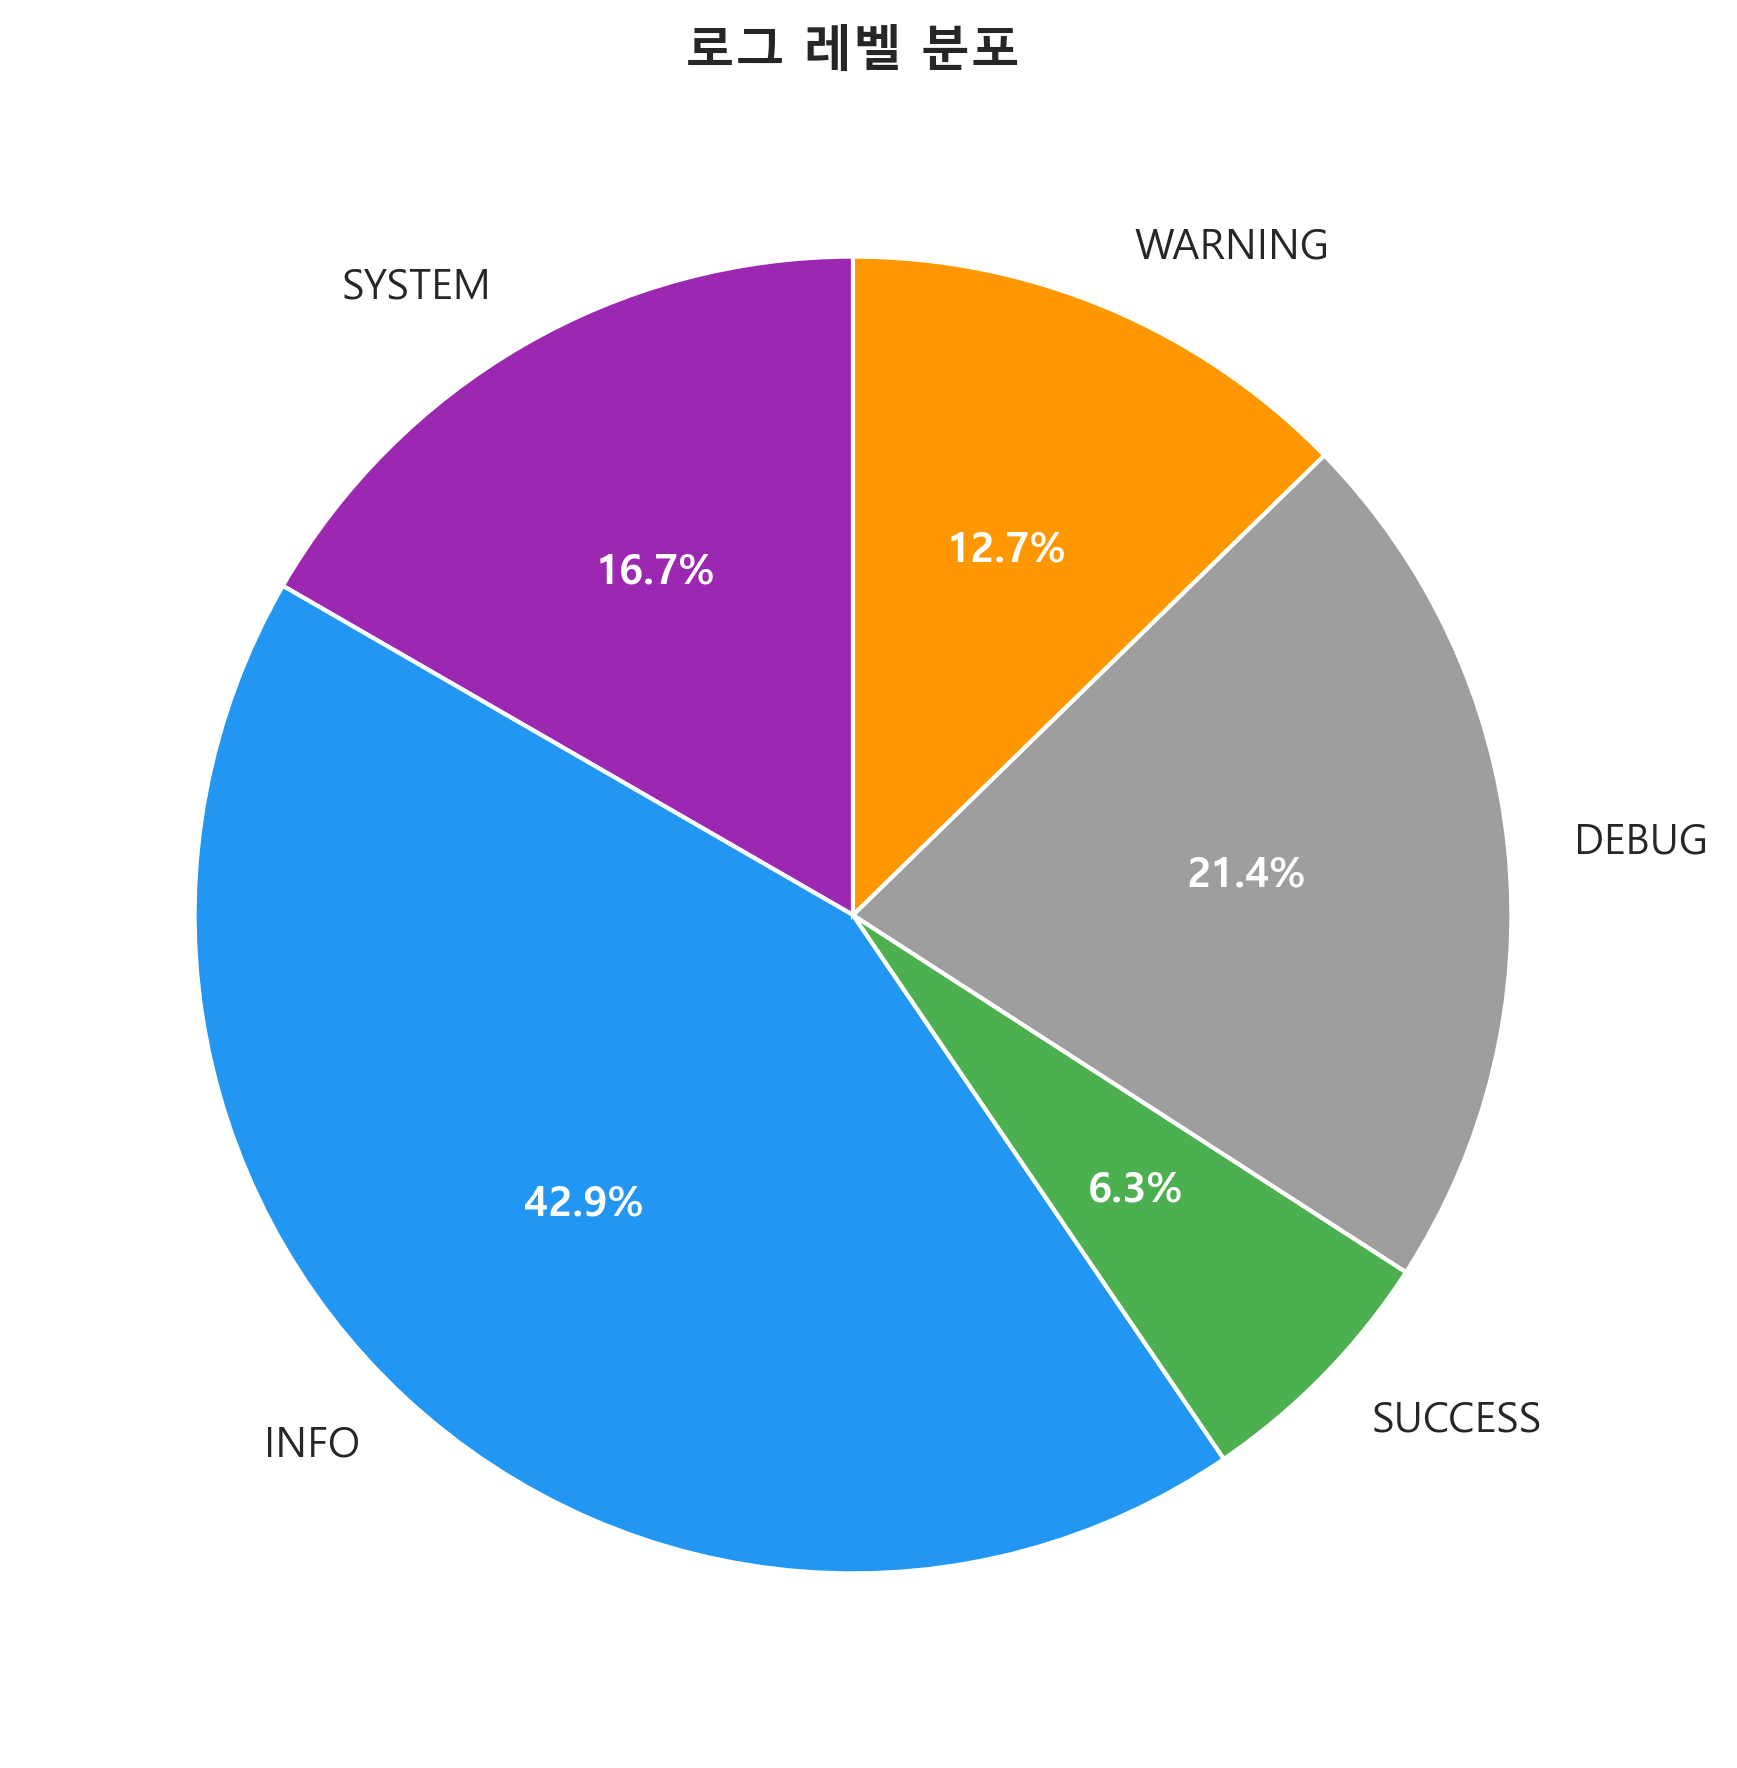 로그 레벨 분포
WARNING
SYSTEM
12.7%
16.7%
DEBUG
21.4%
6.3%
42.9%
SUCCESS
INFO